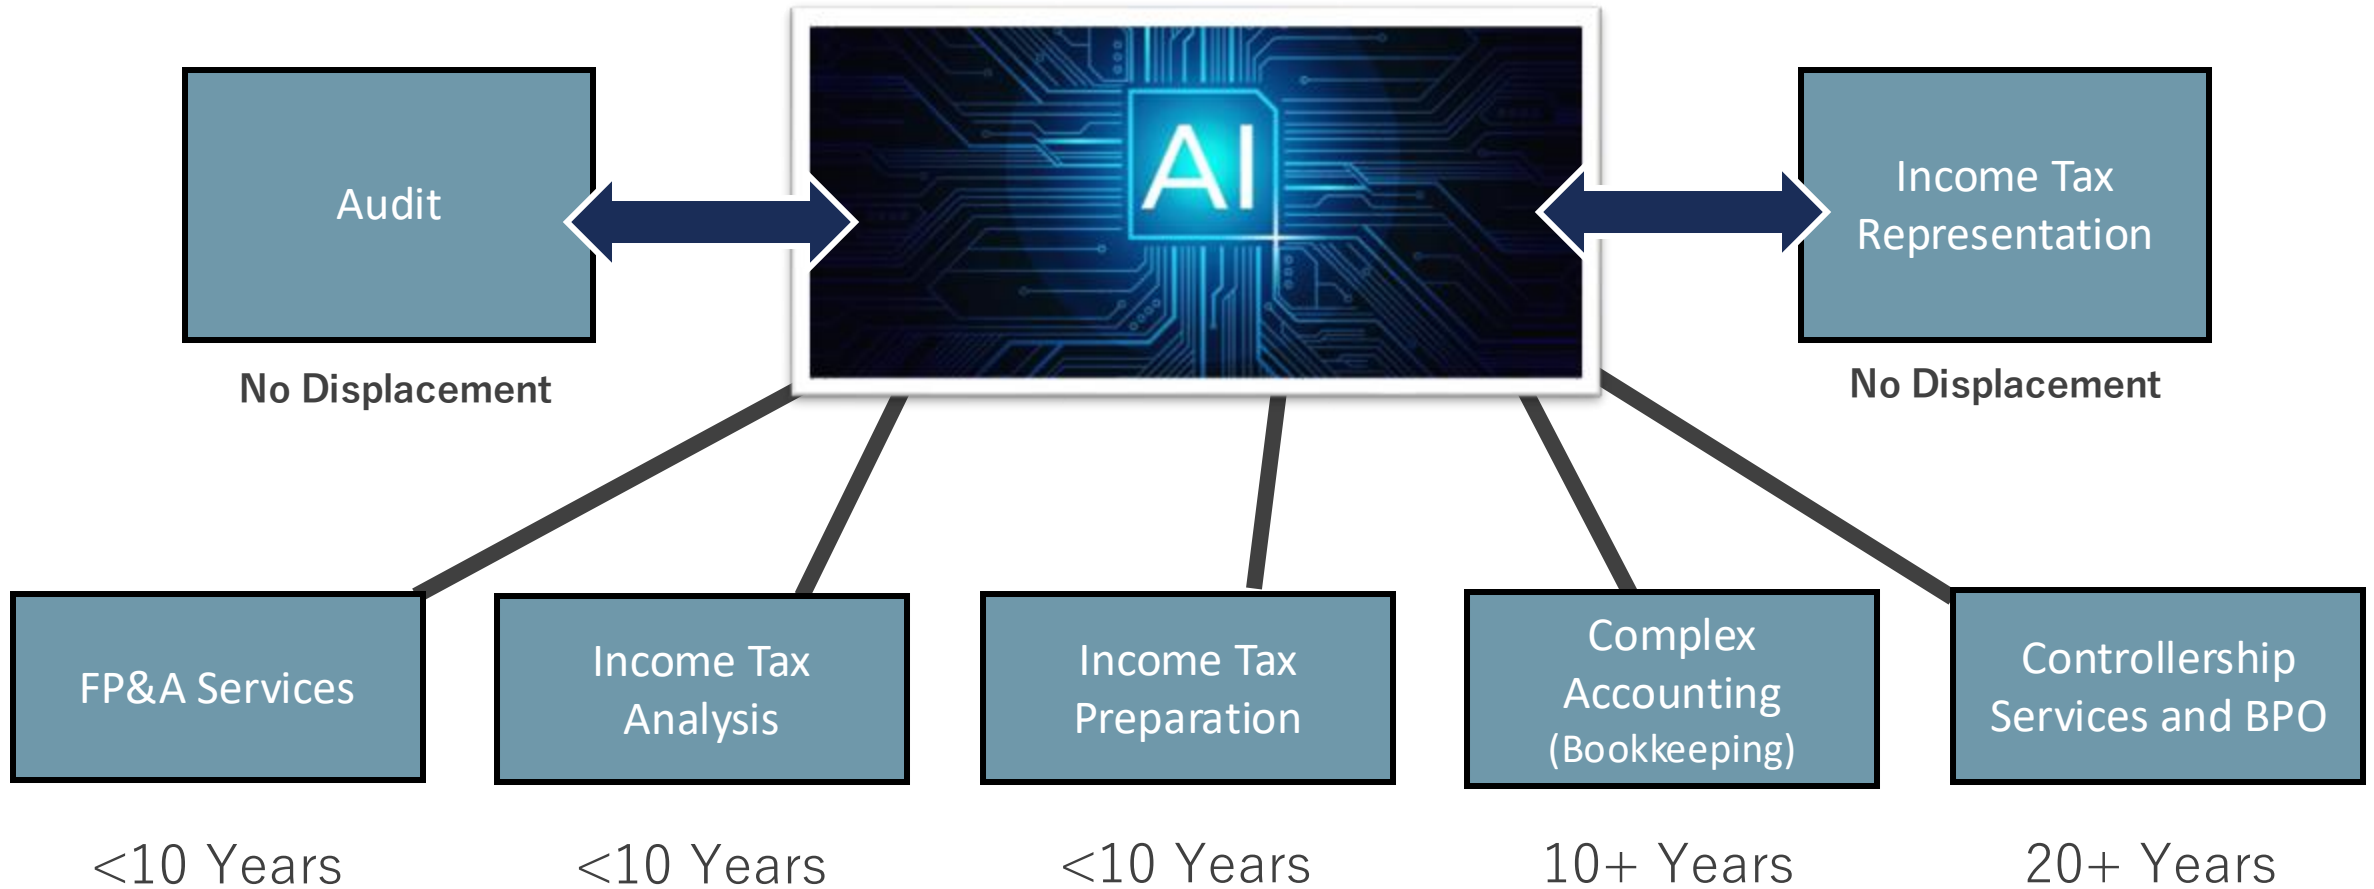 AI
Audit
Income Tax
Representation
No Displacement
No Displacement
FP&A Services
Income Tax
Analysis
Income Tax
Preparation
Complex
Accounting
(Bookkeeping)
Controllership
Services and BPO
<10 Years
<10 Years
<10 Years
10+ Years
20+ Years